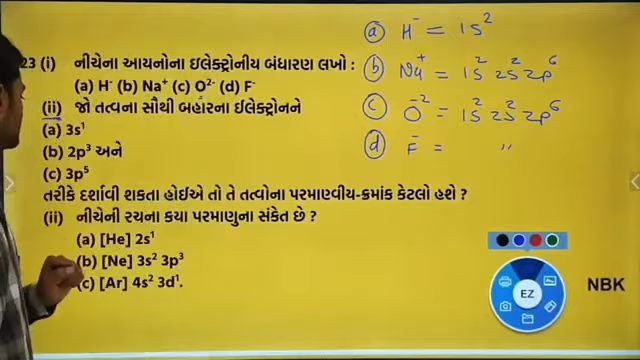 23 (i) નીચેના આયનોના ઇલેક્ટ્રોનીય બંધારણ લખો :
(a) H⁻ (b) Na⁺ (c) O²⁻ (d) F⁻
(ii) જો તત્વના સૌથી બહારના ઇલેક્ટ્રોનને
(a) 3s¹
(b) 2p³ અને
(c) 3p⁵
તરીકે દર્શાવી શકતા હોઈએ તો તે તત્વોના પરમાણ્વીય-ક્રમાંક કેટલો હશે ?
(ii) નીચેની રચના કયા પરમાણુના સંકેત છે ?
(a) [He] 2s¹
(b) [Ne] 3s² 3p³
(c) [Ar] 4s² 3d¹.
(a) H⁻ = 1s²
(b) Na⁺ = 1s² 2s² 2p⁶
(c) O⁻² = 1s² 2s² 2p⁶
(d) F⁻ = "
EZ
NBK